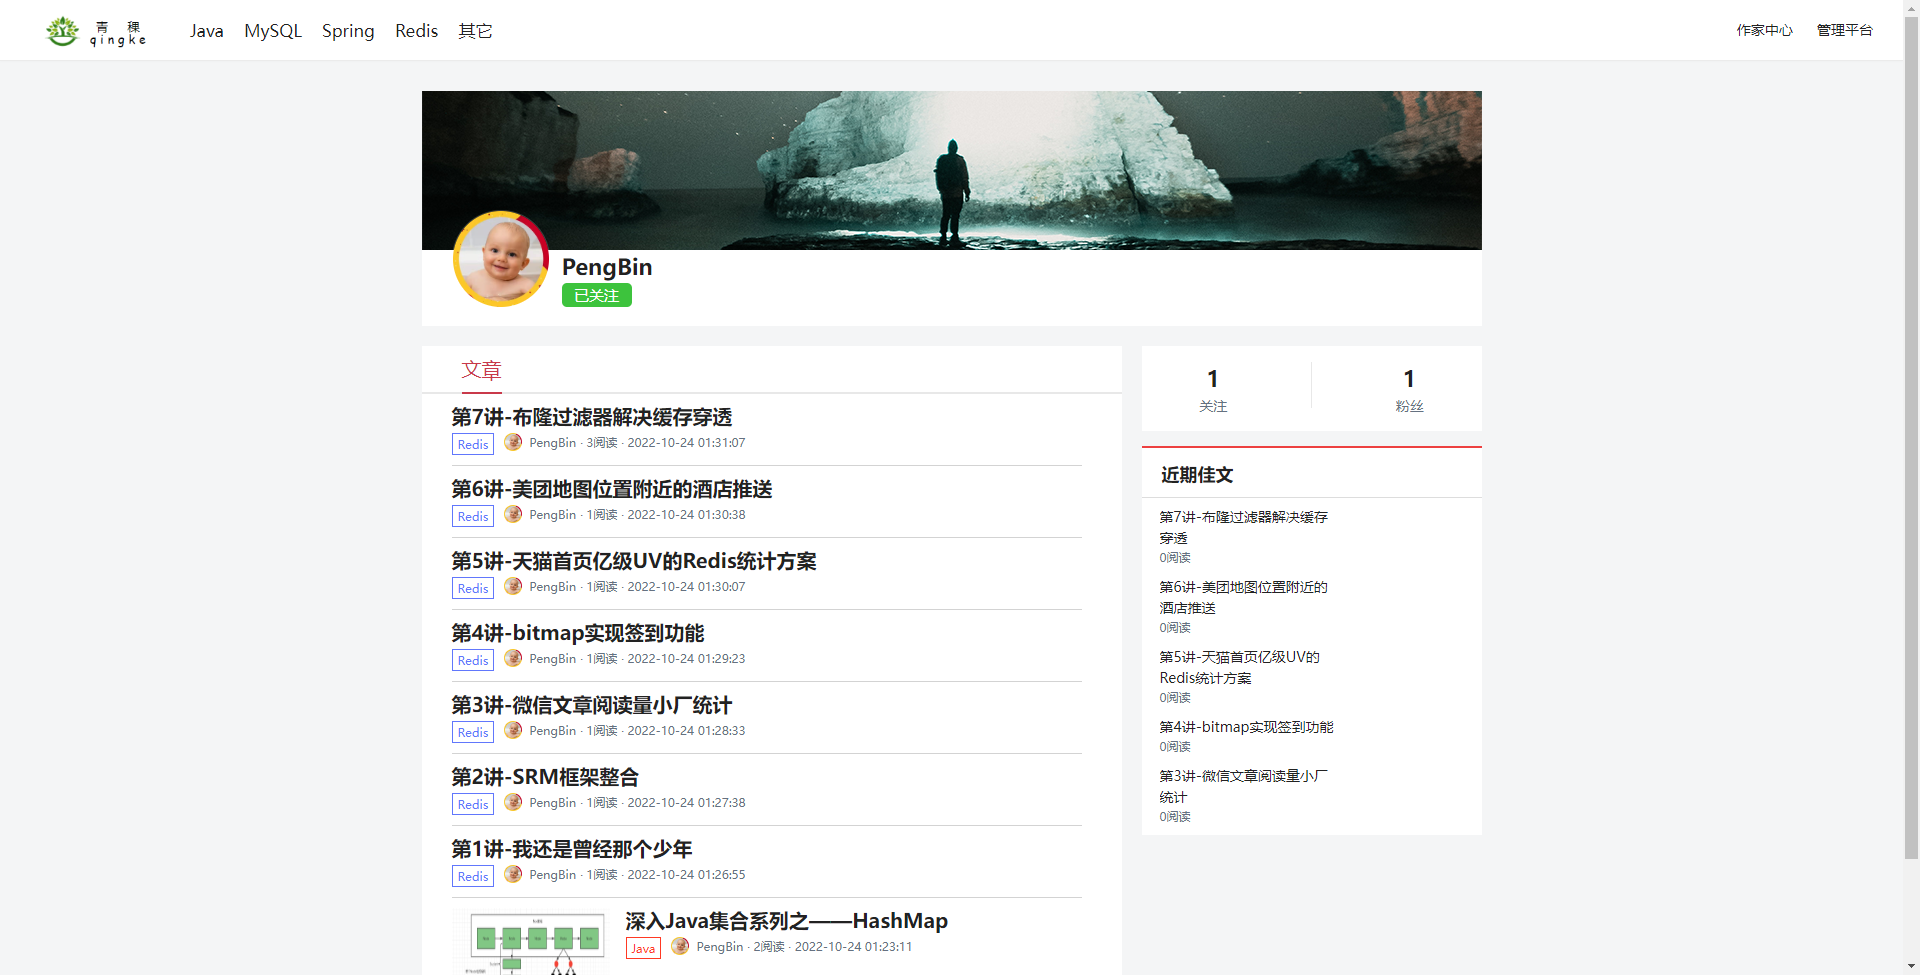 青 稞
qingke
Java MySQL Spring Redis 其它
作家中心 管理平台
PengBin
已关注
文章
第7讲-布隆过滤器解决缓存穿透
Redis PengBin · 3阅读 · 2022-10-24 01:31:07
第6讲-美团地图位置附近的酒店推送
Redis PengBin · 1阅读 · 2022-10-24 01:30:38
第5讲-天猫首页亿级UV的Redis统计方案
Redis PengBin · 1阅读 · 2022-10-24 01:30:07
第4讲-bitmap实现签到功能
Redis PengBin · 1阅读 · 2022-10-24 01:29:23
第3讲-微信文章阅读量小厂统计
Redis PengBin · 1阅读 · 2022-10-24 01:28:33
第2讲-SRM框架整合
Redis PengBin · 1阅读 · 2022-10-24 01:27:38
第1讲-我还是曾经那个少年
Redis PengBin · 1阅读 · 2022-10-24 01:26:55
深入Java集合系列之——HashMap
Java PengBin · 2阅读 · 2022-10-24 01:23:11
1 1
关注 粉丝
近期佳文
第7讲-布隆过滤器解决缓存
穿透
0阅读
第6讲-美团地图位置附近的
酒店推送
0阅读
第5讲-天猫首页亿级UV的
Redis统计方案
0阅读
第4讲-bitmap实现签到功能
0阅读
第3讲-微信文章阅读量小厂
统计
0阅读